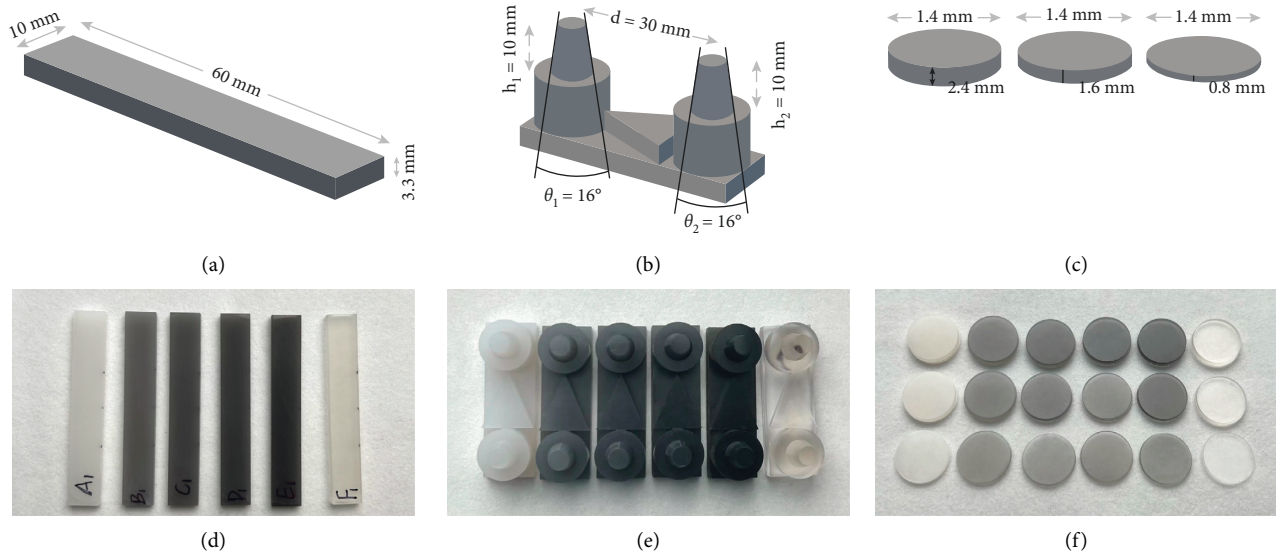 10 mm
60 mm
3.3 mm
(a)
d = 30 mm
h₁ = 10 mm
h₂ = 10 mm
θ₁ = 16°
θ₂ = 16°
(b)
1.4 mm
1.4 mm
1.4 mm
2.4 mm
1.6 mm
0.8 mm
(c)
A₁
B₁
C₁
D₁
E₁
F₁
(d)
(e)
(f)